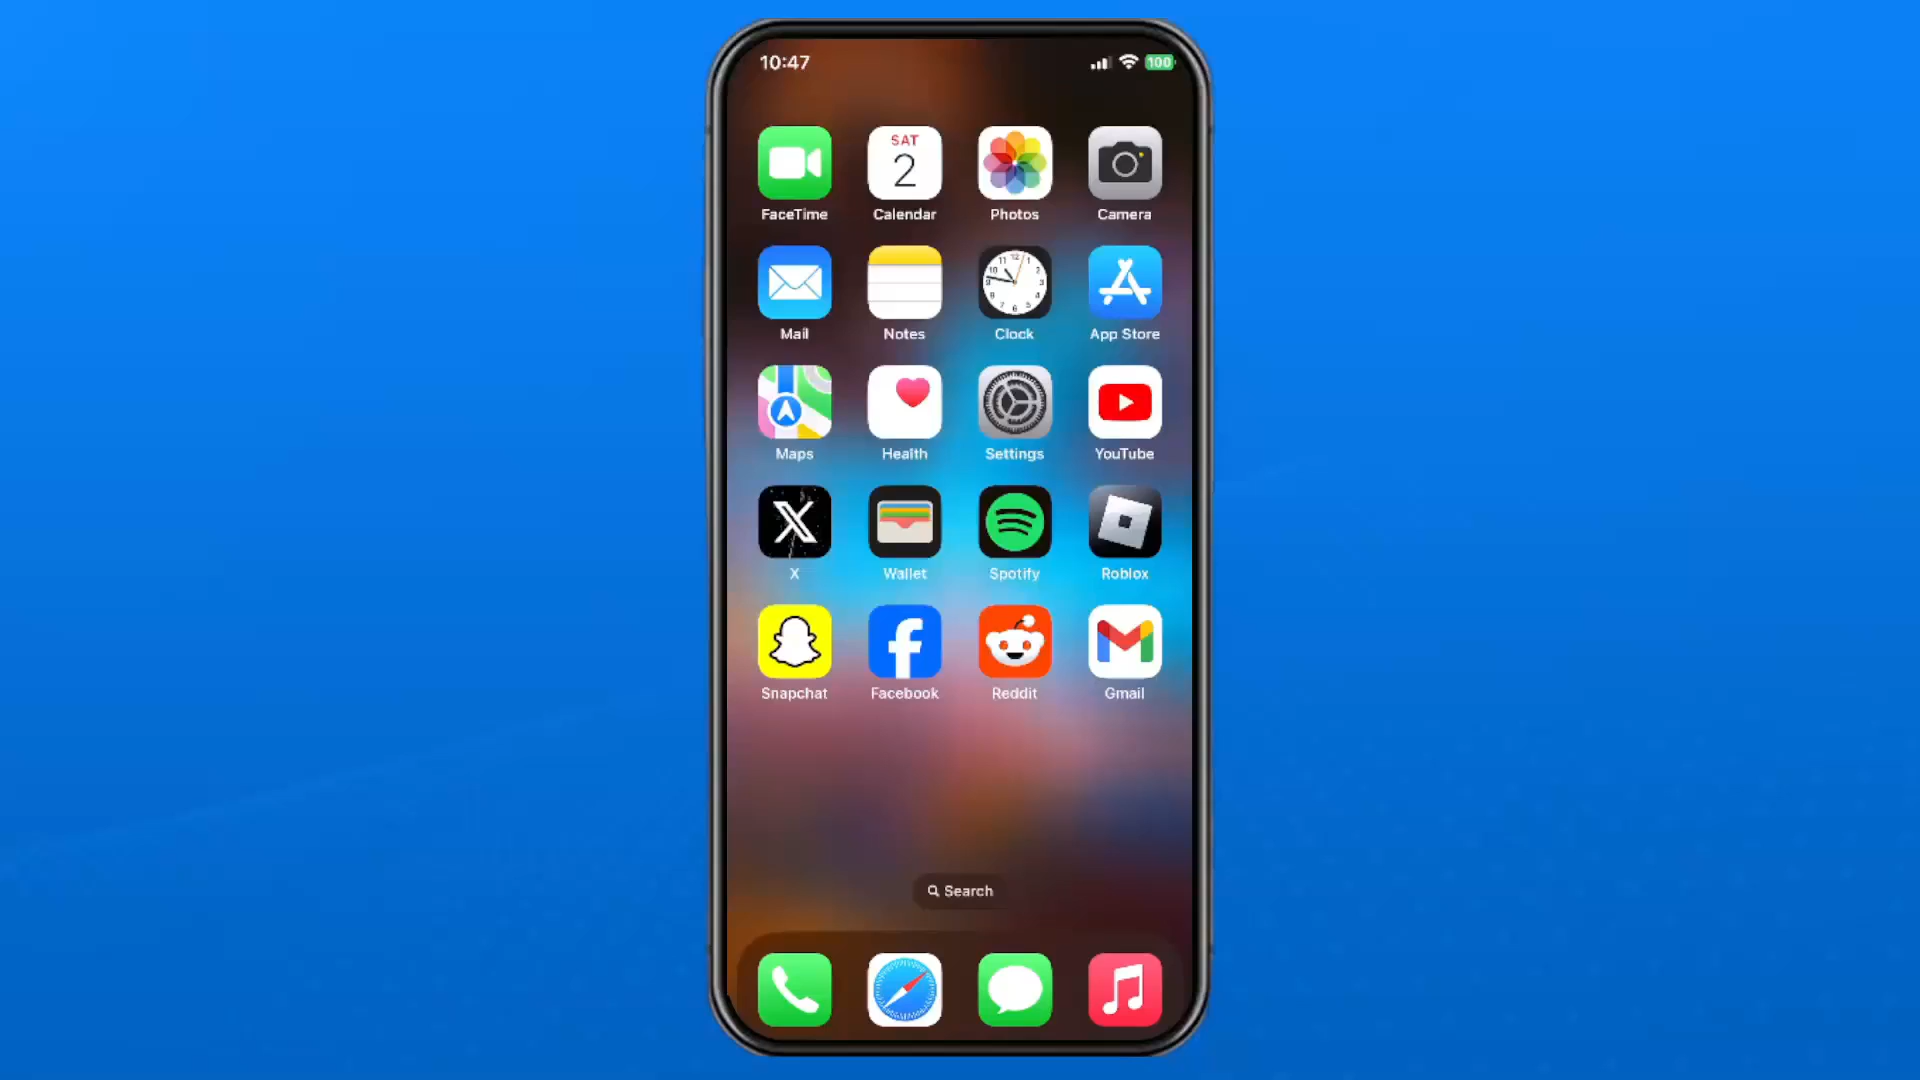 10:47 100
SAT
2
FaceTime Calendar Photos Camera
Mail Notes Clock App Store
Maps Health Settings YouTube
X Wallet Spotify Roblox
Snapchat Facebook Reddit Gmail
Search